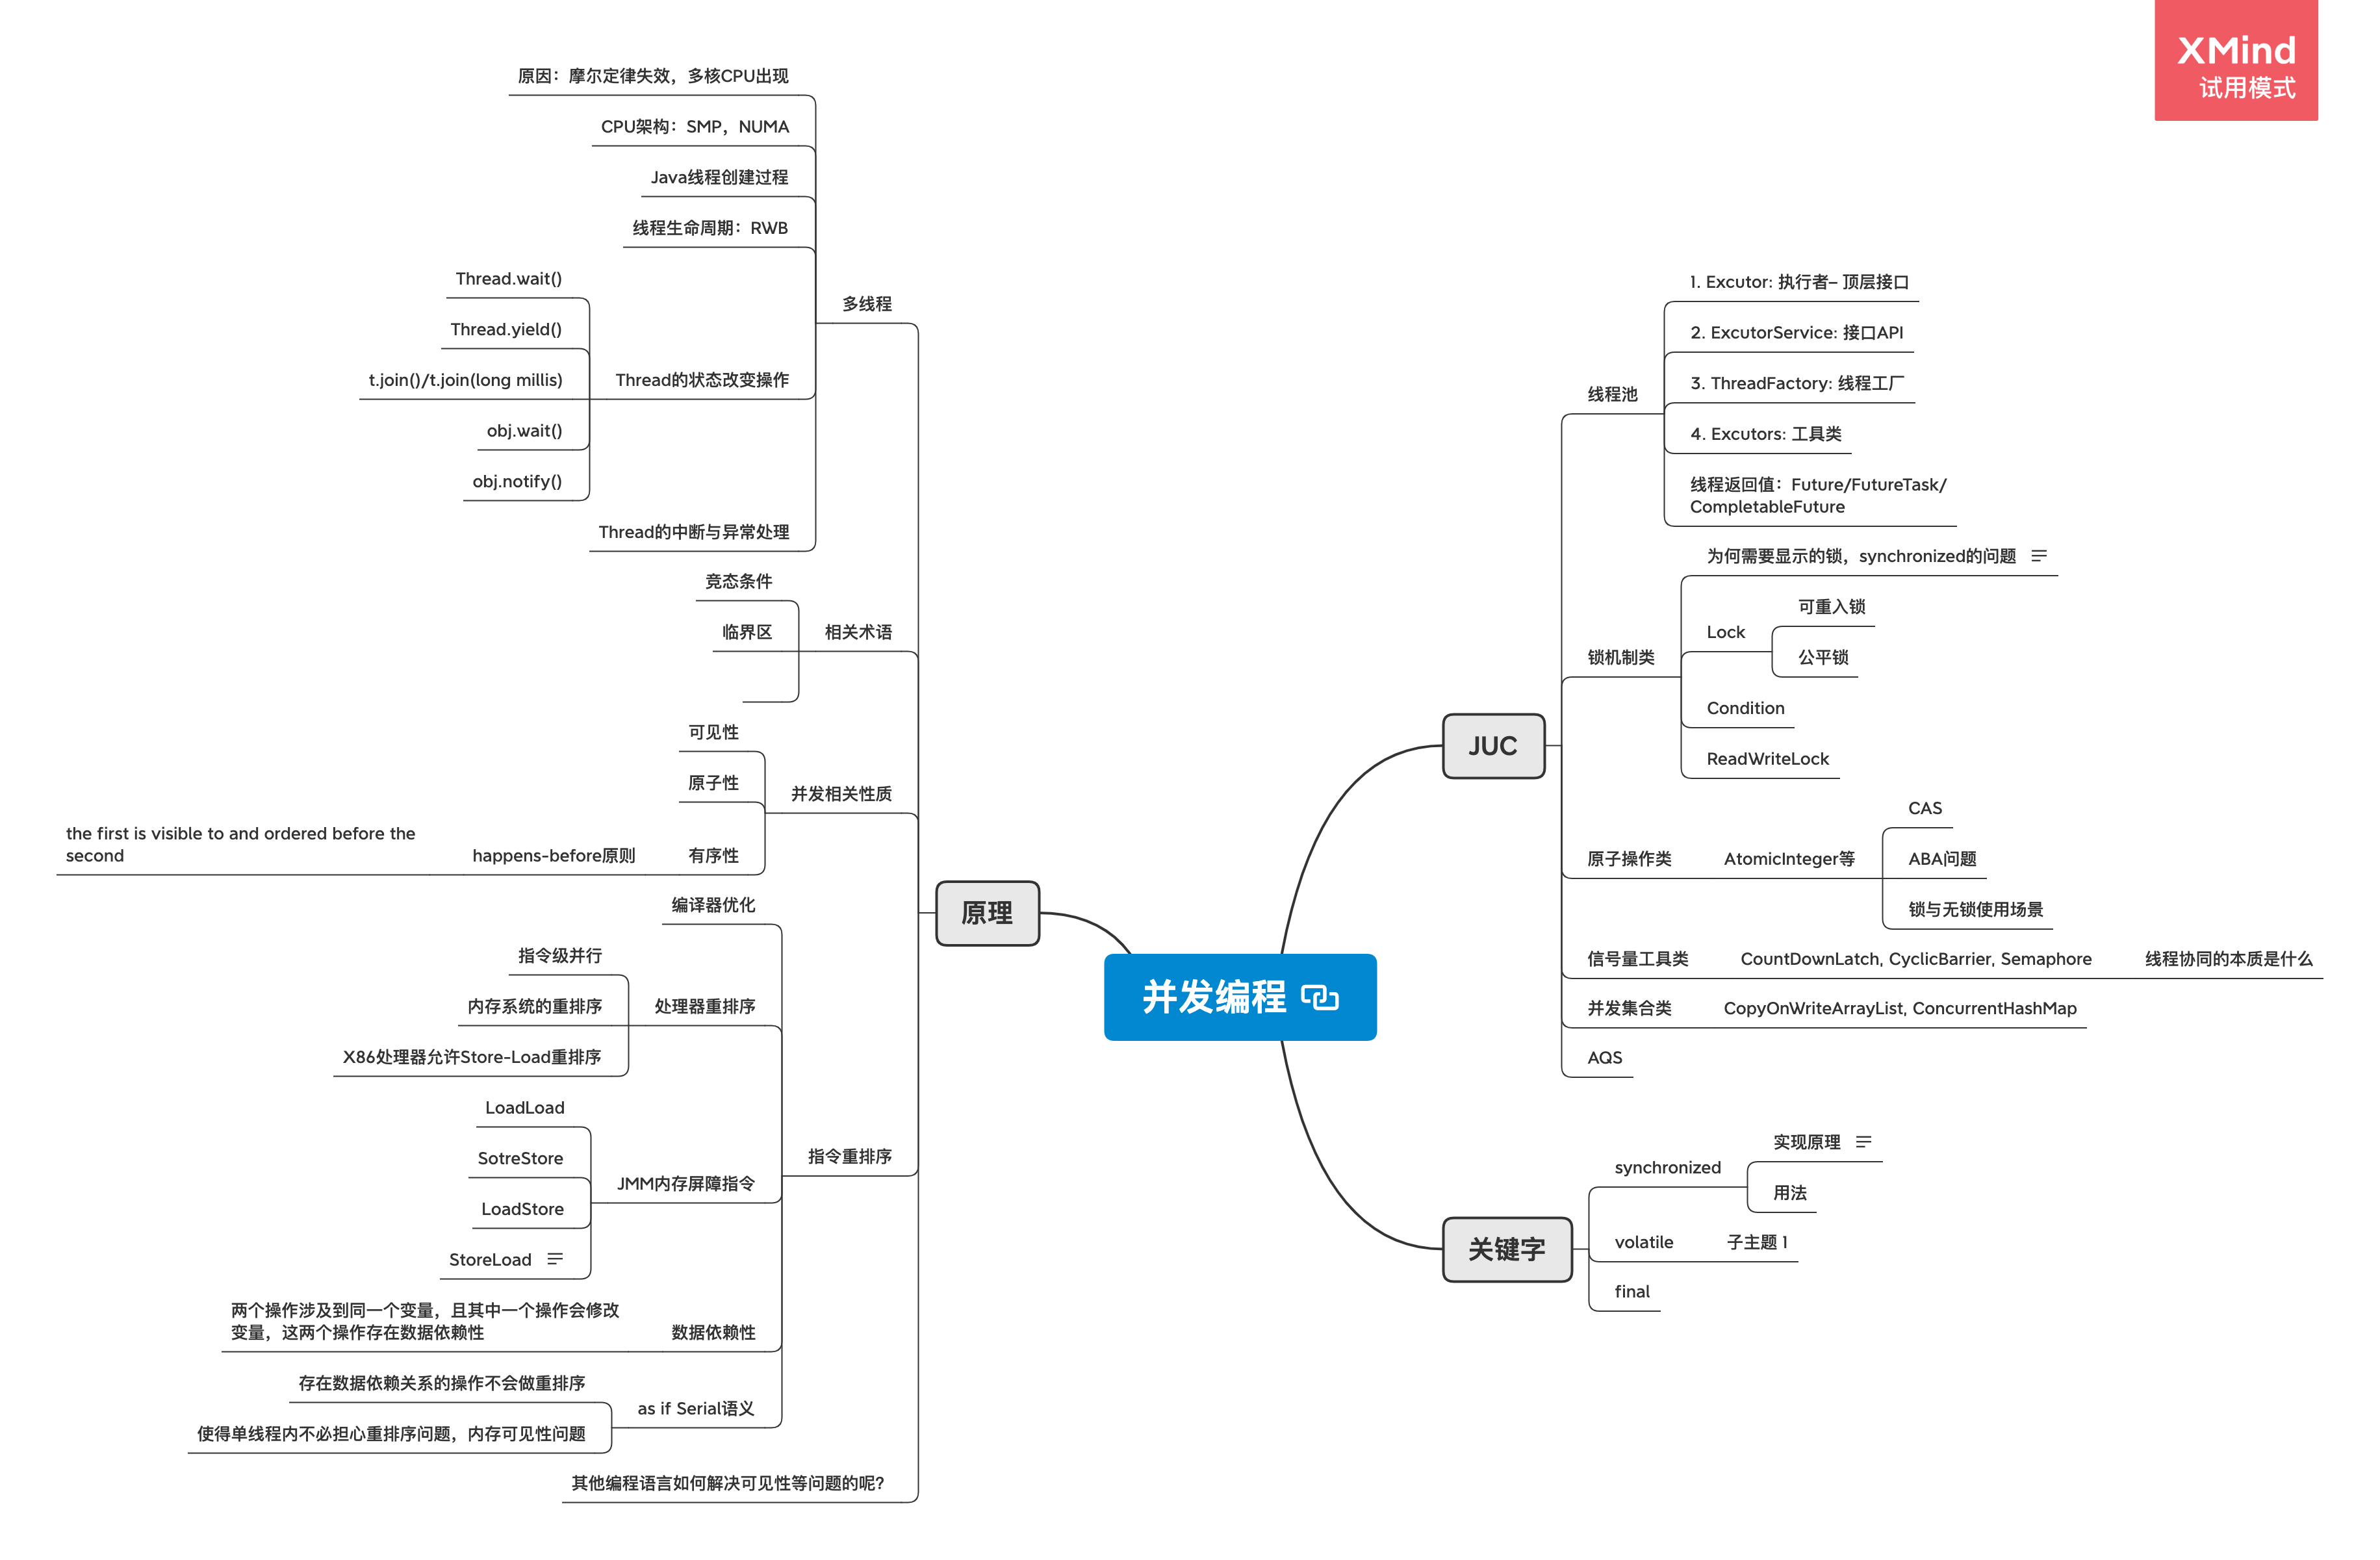 XMind
试用模式
并发编程
JUC
线程池
1. Excutor: 执行者– 顶层接口
2. ExcutorService: 接口API
3. ThreadFactory: 线程工厂
4. Excutors: 工具类
线程返回值：Future/FutureTask/
CompletableFuture
锁机制类
为何需要显示的锁，synchronized的问题
Lock
可重入锁
公平锁
Condition
ReadWriteLock
原子操作类
AtomicInteger等
CAS
ABA问题
锁与无锁使用场景
信号量工具类
CountDownLatch, CyclicBarrier, Semaphore
线程协同的本质是什么
并发集合类
CopyOnWriteArrayList, ConcurrentHashMap
AQS
关键字
synchronized
实现原理
用法
volatile
子主题 1
final
原理
多线程
原因：摩尔定律失效，多核CPU出现
CPU架构：SMP，NUMA
Java线程创建过程
线程生命周期：RWB
Thread的状态改变操作
Thread.wait()
Thread.yield()
t.join()/t.join(long millis)
obj.wait()
obj.notify()
Thread的中断与异常处理
相关术语
竞态条件
临界区
并发相关性质
可见性
原子性
有序性
happens-before原则
the first is visible to and ordered before the
second
指令重排序
编译器优化
处理器重排序
指令级并行
内存系统的重排序
X86处理器允许Store-Load重排序
JMM内存屏障指令
LoadLoad
SotreStore
LoadStore
StoreLoad
数据依赖性
两个操作涉及到同一个变量，且其中一个操作会修改
变量，这两个操作存在数据依赖性
as if Serial语义
存在数据依赖关系的操作不会做重排序
使得单线程内不必担心重排序问题，内存可见性问题
其他编程语言如何解决可见性等问题的呢？